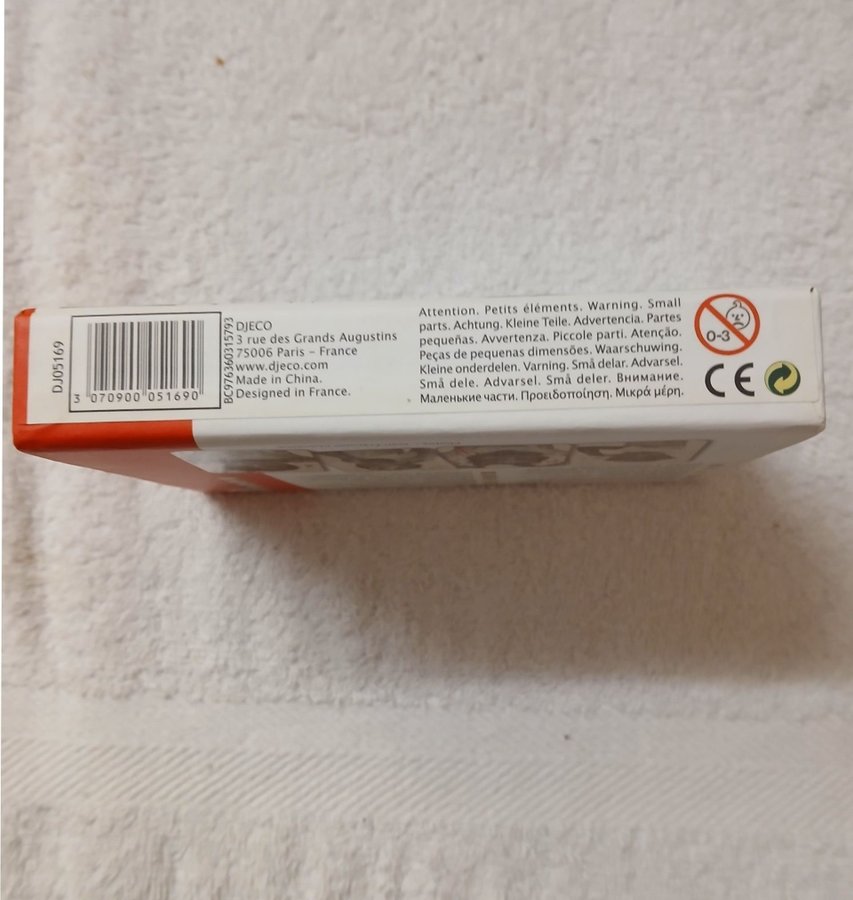 DJ05169
3 070900 051690
BC976360315793
DJECO
3 rue des Grands Augustins
75006 Paris – France
www.djeco.com
Made in China.
Designed in France.
Attention. Petits éléments. Warning. Small
parts. Achtung. Kleine Teile. Advertencia. Partes
pequeñas. Avvertenza. Piccole parti. Atenção.
Peças de pequenas dimensões. Waarschuwing.
Kleine onderdelen. Varning. Små delar. Advarsel.
Små dele. Advarsel. Små deler. Внимание.
Маленькие части. Προειδοποίηση. Μικρά μέρη.
0-3
CE